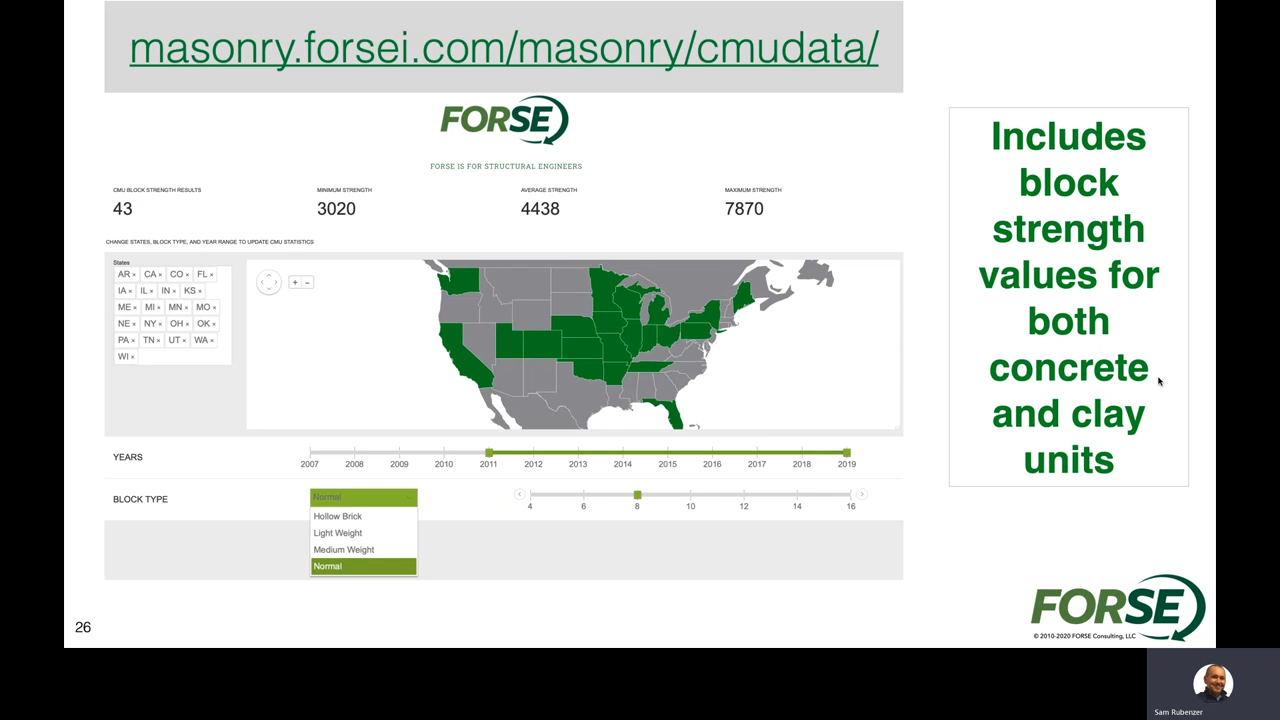 masonry.forsei.com/masonry/cmudata/
FORSE
FORSE IS FOR STRUCTURAL ENGINEERS
CMU BLOCK STRENGTH RESULTS MINIMUM STRENGTH AVERAGE STRENGTH MAXIMUM STRENGTH
43 3020 4438 7870
CHANGE STATES, BLOCK TYPE, AND YEAR RANGE TO UPDATE CMU STATISTICS
States
AR × CA × CO × FL ×
IA × IL × IN × KS ×
ME × MI × MN × MO ×
NE × NY × OH × OK ×
PA × TN × UT × WA ×
WI ×
+ −
YEARS
2007 2008 2009 2010 2011 2012 2013 2014 2015 2016 2017 2018 2019
BLOCK TYPE
Normal
Hollow Brick
Light Weight
Medium Weight
Normal
4 6 8 10 12 14 16
Includes
block
strength
values for
both
concrete
and clay
units
26
FORSE
© 2010-2020 FORSE Consulting, LLC
Sam Rubenzer